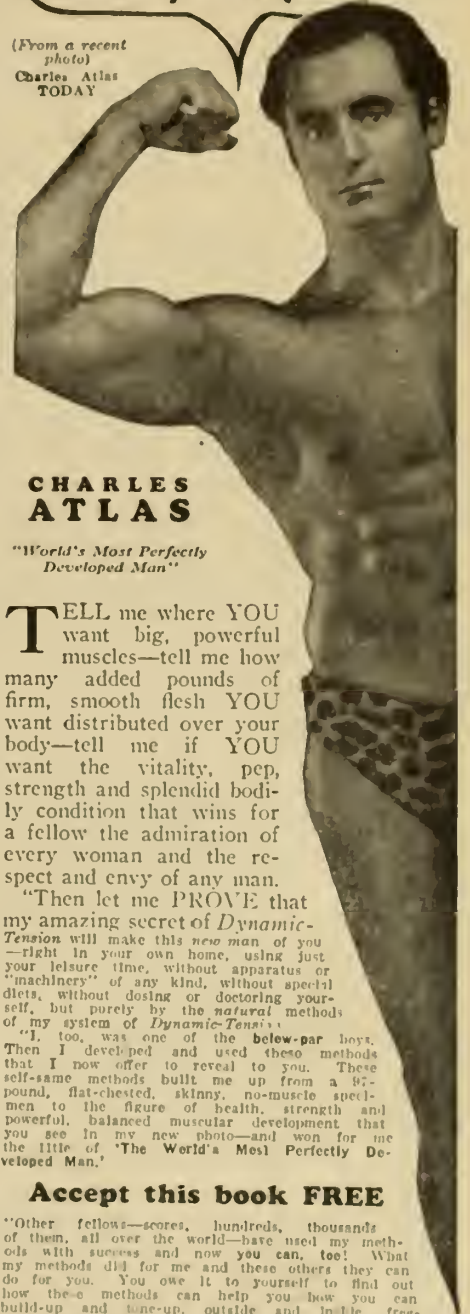 (From a recent
photo)
Charles Atlas
TODAY
CHARLES
ATLAS
"World's Most Perfectly
Developed Man"
TELL me where YOU
want big, powerful
muscles—tell me how
many added pounds of
firm, smooth flesh YOU
want distributed over your
body—tell me if YOU
want the vitality, pep,
strength and splendid bodi-
ly condition that wins for
a fellow the admiration of
every woman and the re-
spect and envy of any man.
"Then let me PROVE that
my amazing secret of Dynamic-
Tension will make this new man of you
—right in your own home, using just
your leisure time, without apparatus or
"machinery" of any kind, without special
diets, without dosing or doctoring your-
self, but purely by the natural methods
of my system of Dynamic-Tension
"I, too, was one of the below-par boys.
Then I developed and used these methods
that I now offer to reveal to you. These
self-same methods built me up from a 97-
pound, flat-chested, skinny, no-muscle speci-
men to the figure of health, strength and
powerful, balanced muscular development that
you see in my new photo—and won for me
the title of 'The World's Most Perfectly De-
veloped Man.'
Accept this book FREE
"Other fellows—scores, hundreds, thousands
of them, all over the world—have used my meth-
ods with success and now you can, too! What
my methods did for me and these others they can
do for you. You owe it to yourself to find out
how these methods can help you how you can
build-up and tone-up, outside and inside